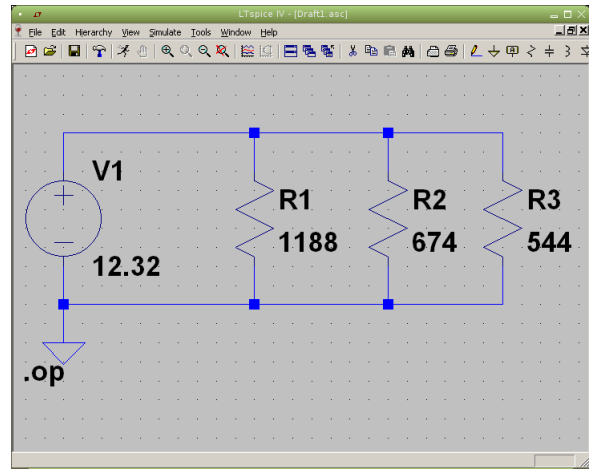 LTspice IV - [Draft1.asc]
File Edit Hierarchy View Simulate Tools Window Help
V1
12.32
R1
1188
R2
674
R3
544
.op